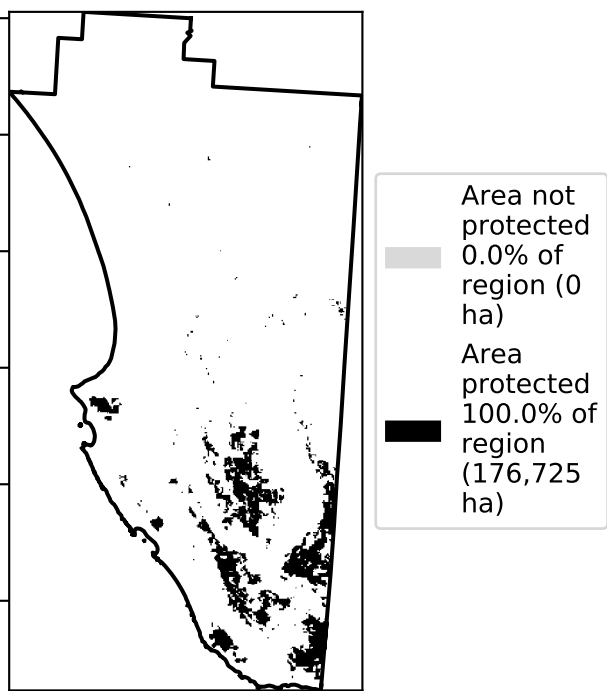 Area not
protected
0.0% of
region (0
ha)
Area
protected
100.0% of
region
(176,725
ha)